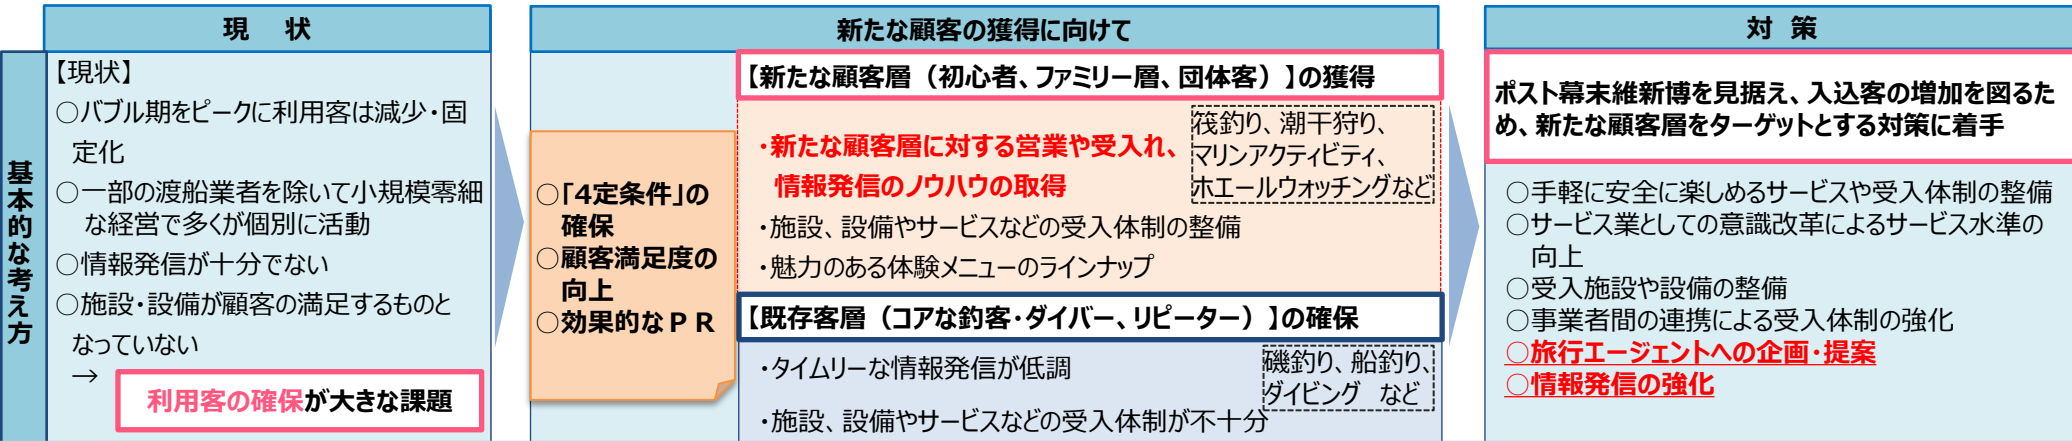 基本的な考え方
現　状
【現状】
○バブル期をピークに利用客は減少・固
定化
○一部の渡船業者を除いて小規模零細
な経営で多くが個別に活動
○情報発信が十分でない
○施設・設備が顧客の満足するものと
なっていない
→
利用客の確保が大きな課題
新たな顧客の獲得に向けて
○「4定条件」の
確保
○顧客満足度の
向上
○効果的なＰＲ
【新たな顧客層（初心者、ファミリー層、団体客）】の獲得
・新たな顧客層に対する営業や受入れ、
情報発信のノウハウの取得
筏釣り、潮干狩り、
マリンアクティビティ、
ホエールウォッチングなど
・施設、設備やサービスなどの受入体制の整備
・魅力のある体験メニューのラインナップ
【既存客層（コアな釣客・ダイバー、リピーター）】の確保
・タイムリーな情報発信が低調
磯釣り、船釣り、
ダイビング　など
・施設、設備やサービスなどの受入体制が不十分
対　策
ポスト幕末維新博を見据え、入込客の増加を図るた
め、新たな顧客層をターゲットとする対策に着手
○手軽に安全に楽しめるサービスや受入体制の整備
○サービス業としての意識改革によるサービス水準の
向上
○受入施設や設備の整備
○事業者間の連携による受入体制の強化
○旅行エージェントへの企画・提案
○情報発信の強化